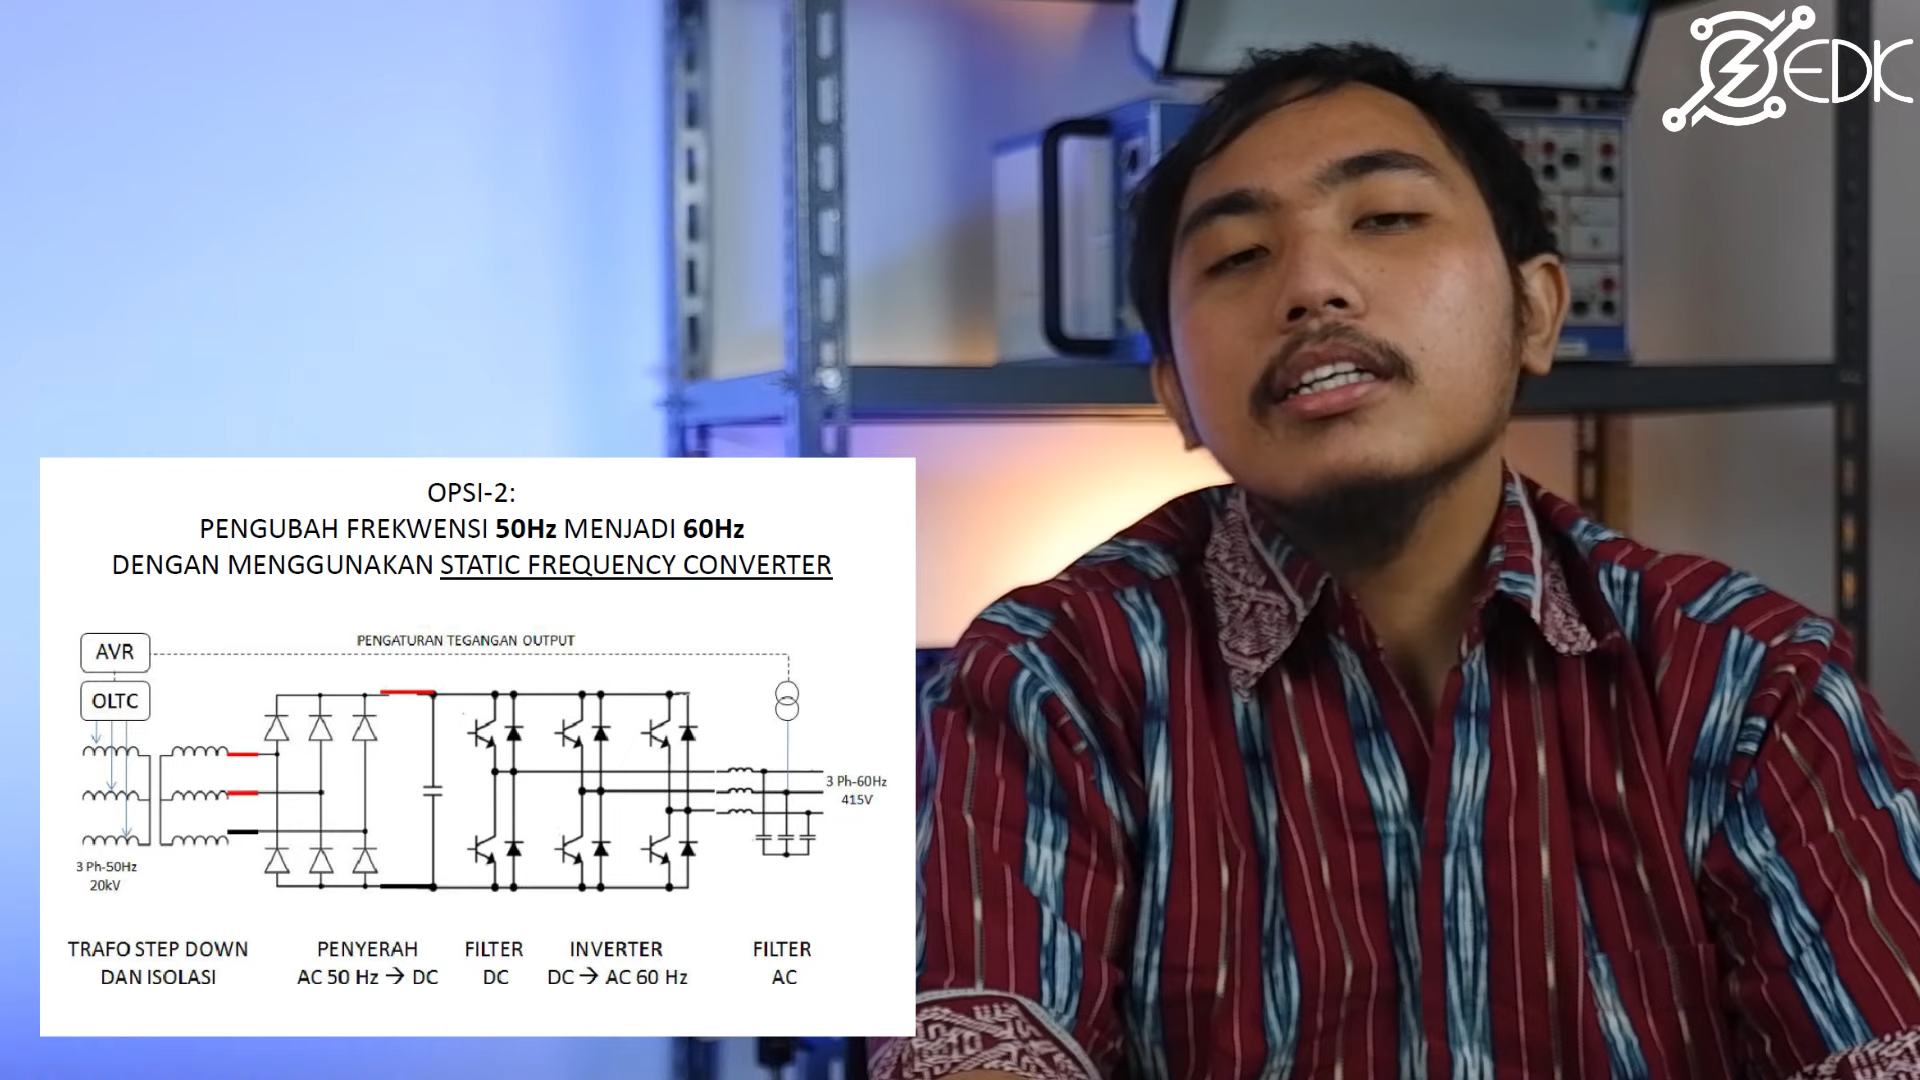 EDK
OPSI-2:
PENGUBAH FREKWENSI 50Hz MENJADI 60Hz
DENGAN MENGGUNAKAN STATIC FREQUENCY CONVERTER
PENGATURAN TEGANGAN OUTPUT
AVR
OLTC
3 Ph-60Hz
415V
3 Ph-50Hz
20kV
TRAFO STEP DOWN
DAN ISOLASI
PENYERAH
AC 50 Hz → DC
FILTER
DC
INVERTER
DC → AC 60 Hz
FILTER
AC